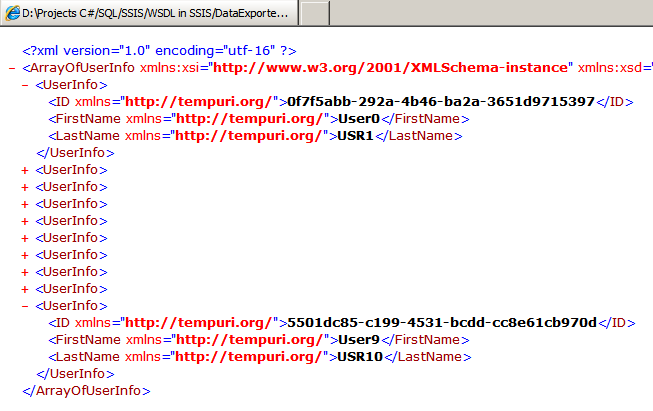 D:\Projects C#/SQL/SSIS/WSDL in SSIS/DataExporte...
<?xml version="1.0" encoding="utf-16" ?>
- <ArrayOfUserInfo xmlns:xsi="http://www.w3.org/2001/XMLSchema-instance" xmlns:xsd="
- <UserInfo>
<ID xmlns="http://tempuri.org/">0f7f5abb-292a-4b46-ba2a-3651d9715397</ID>
<FirstName xmlns="http://tempuri.org/">User0</FirstName>
<LastName xmlns="http://tempuri.org/">USR1</LastName>
</UserInfo>
+ <UserInfo>
+ <UserInfo>
+ <UserInfo>
+ <UserInfo>
+ <UserInfo>
+ <UserInfo>
+ <UserInfo>
+ <UserInfo>
- <UserInfo>
<ID xmlns="http://tempuri.org/">5501dc85-c199-4531-bcdd-cc8e61cb970d</ID>
<FirstName xmlns="http://tempuri.org/">User9</FirstName>
<LastName xmlns="http://tempuri.org/">USR10</LastName>
</UserInfo>
</ArrayOfUserInfo>